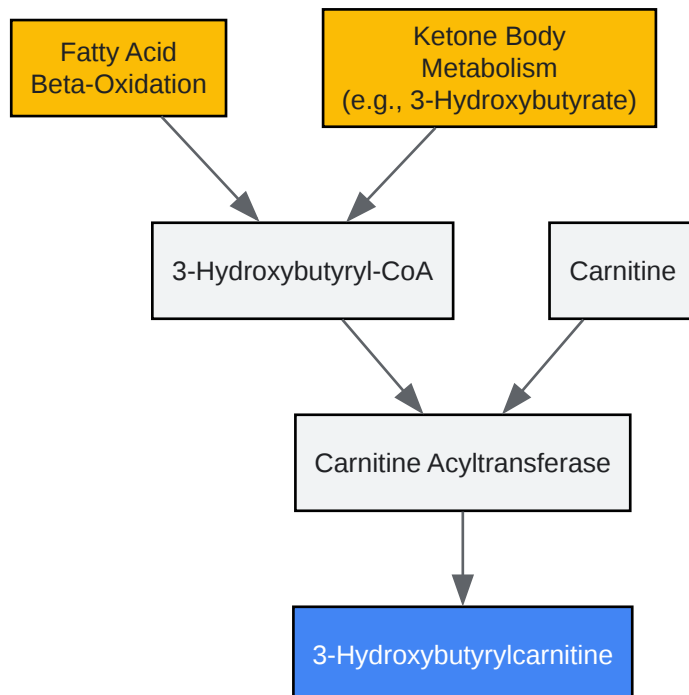 Fatty Acid
Beta-Oxidation
Ketone Body
Metabolism
(e.g., 3-Hydroxybutyrate)
3-Hydroxybutyryl-CoA
Carnitine
Carnitine Acyltransferase
3-Hydroxybutyrylcarnitine